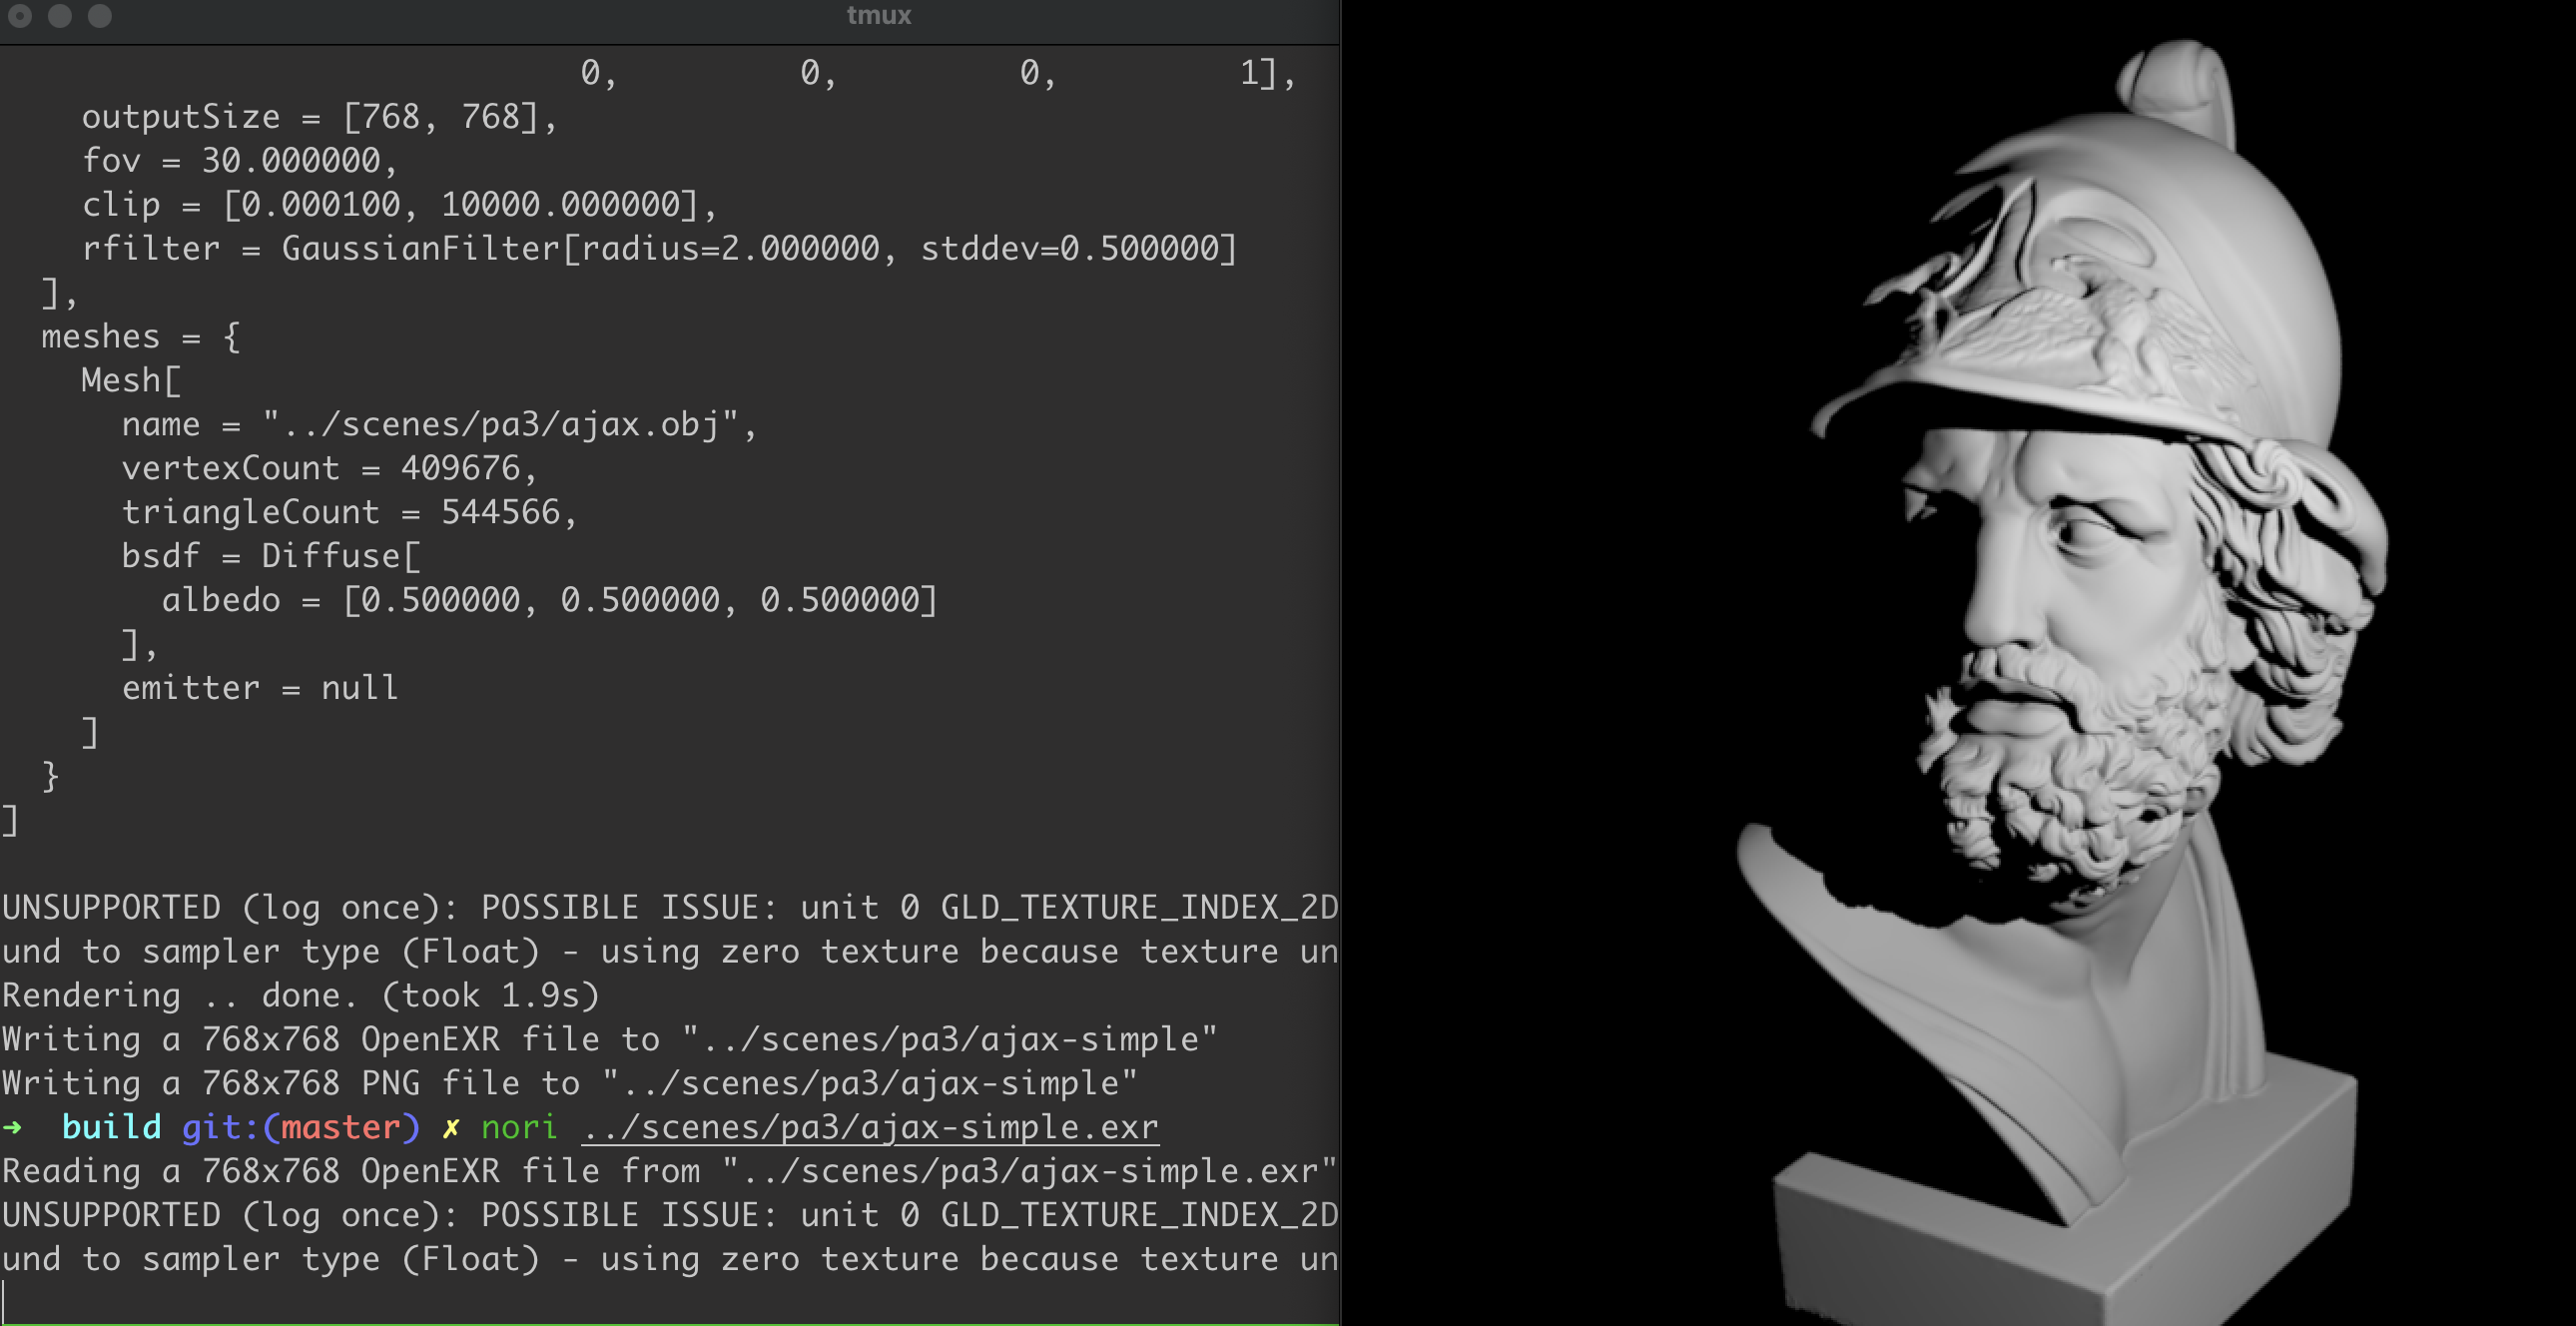 tmux
0, 0, 0, 1],
outputSize = [768, 768],
fov = 30.000000,
clip = [0.000100, 10000.000000],
rfilter = GaussianFilter[radius=2.000000, stddev=0.500000]
],
meshes = {
Mesh[
name = "../scenes/pa3/ajax.obj",
vertexCount = 409676,
triangleCount = 544566,
bsdf = Diffuse[
albedo = [0.500000, 0.500000, 0.500000]
],
emitter = null
]
}
]
UNSUPPORTED (log once): POSSIBLE ISSUE: unit 0 GLD_TEXTURE_INDEX_2D
und to sampler type (Float) - using zero texture because texture un
Rendering .. done. (took 1.9s)
Writing a 768x768 OpenEXR file to "../scenes/pa3/ajax-simple"
Writing a 768x768 PNG file to "../scenes/pa3/ajax-simple"
➜ build git:(master) ✗ nori ../scenes/pa3/ajax-simple.exr
Reading a 768x768 OpenEXR file from "../scenes/pa3/ajax-simple.exr"
UNSUPPORTED (log once): POSSIBLE ISSUE: unit 0 GLD_TEXTURE_INDEX_2D
und to sampler type (Float) - using zero texture because texture un